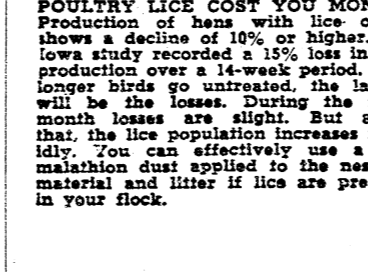 POULTRY LICE COST YOU MON
Production of hens with lice
shows a decline of 10% or higher.
Iowa study recorded a 15% loss in
production over a 14-week period.
longer birds go untreated, the la
will be the losses. During the
month losses are slight. But a
that, the lice population increases
idly. You can effectively use a
malathion dust applied to the nes
material and litter if lice are pre
in your flock.